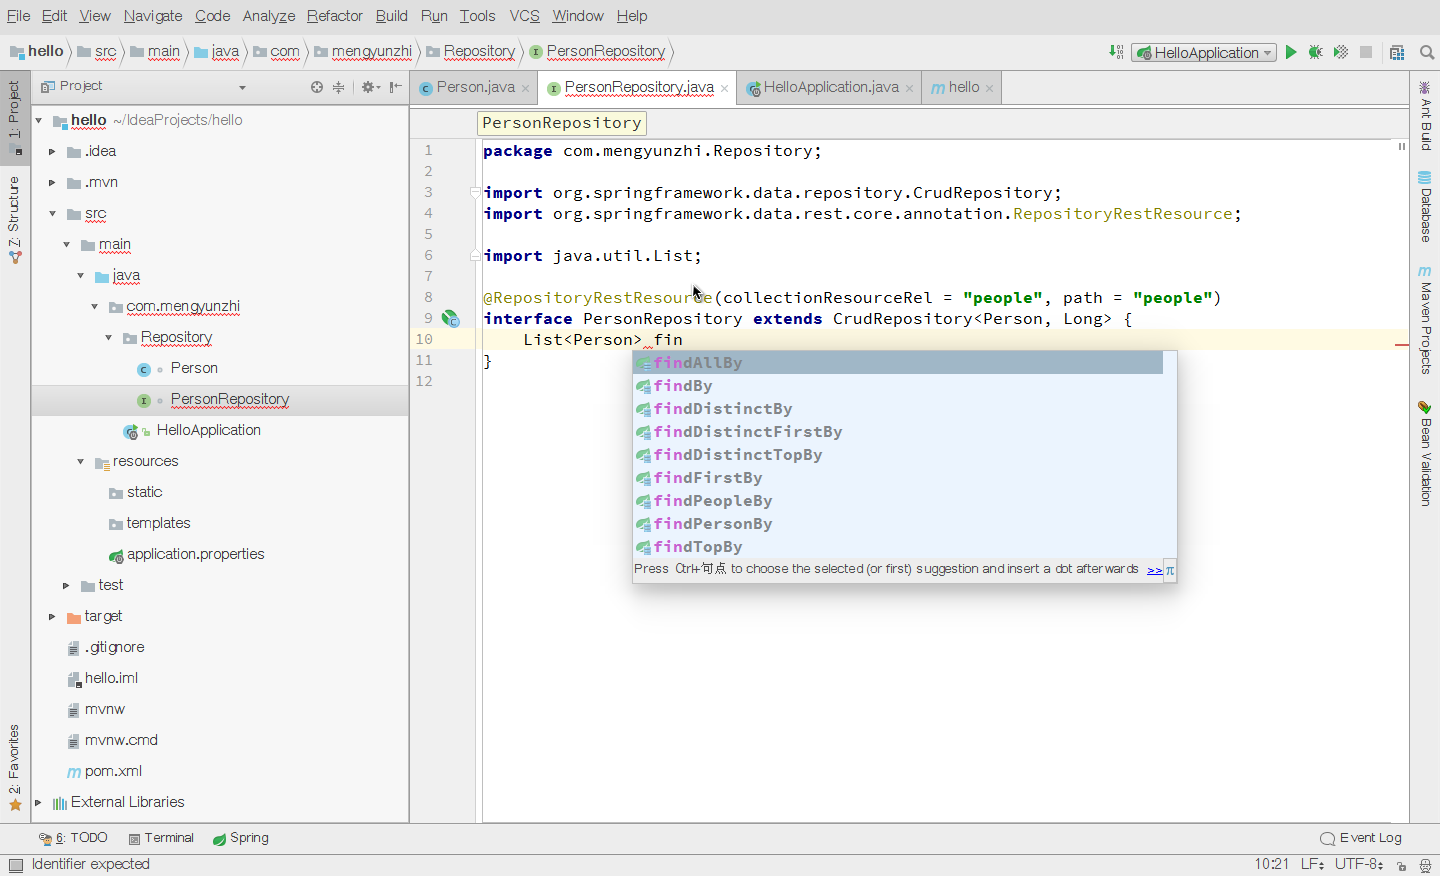 File Edit View Navigate Code Analyze Refactor Build Run Tools VCS Window Help
hello src main java com mengyunzhi Repository PersonRepository HelloApplication
1: Project
Z: Structure
2: Favorites
Project
hello ~/IdeaProjects/hello
.idea
.mvn
src
main
java
com.mengyunzhi
Repository
Person
PersonRepository
HelloApplication
resources
static
templates
application.properties
test
target
.gitignore
hello.iml
mvnw
mvnw.cmd
pom.xml
External Libraries
Person.java PersonRepository.java HelloApplication.java hello
PersonRepository
1 package com.mengyunzhi.Repository;
2
3 import org.springframework.data.repository.CrudRepository;
4 import org.springframework.data.rest.core.annotation.RepositoryRestResource;
5
6 import java.util.List;
7
8 @RepositoryRestResource(collectionResourceRel = "people", path = "people")
9 interface PersonRepository extends CrudRepository<Person, Long> {
10 List<Person> fin
11 }
12
findAllBy
findBy
findDistinctBy
findDistinctFirstBy
findDistinctTopBy
findFirstBy
findPeopleBy
findPersonBy
findTopBy
Press Ctrl+句点 to choose the selected (or first) suggestion and insert a dot afterwards >> π
Ant Build
Database
Maven Projects
Bean Validation
6: TODO Terminal Spring Event Log
Identifier expected 10:21 LF UTF-8